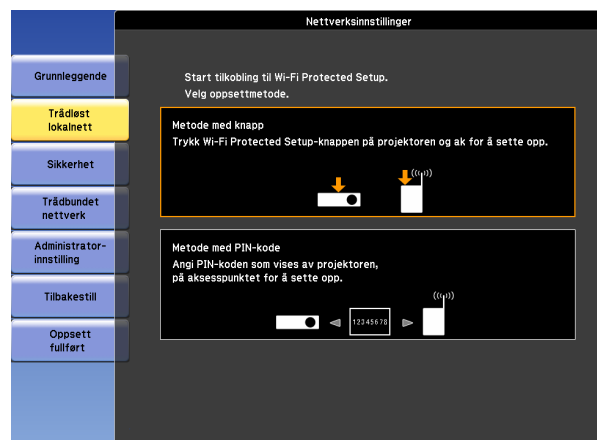 Nettverksinnstillinger
Grunnleggende
Trådløst
lokalnett
Sikkerhet
Trådbundet
nettverk
Administrator-
innstilling
Tilbakestill
Oppsett
fullført
Start tilkobling til Wi-Fi Protected Setup.
Velg oppsettmetode.
Metode med knapp
Trykk Wi-Fi Protected Setup-knappen på projektoren og ak for å sette opp.
Metode med PIN-kode
Angi PIN-koden som vises av projektoren,
på aksesspunktet for å sette opp.
12345678